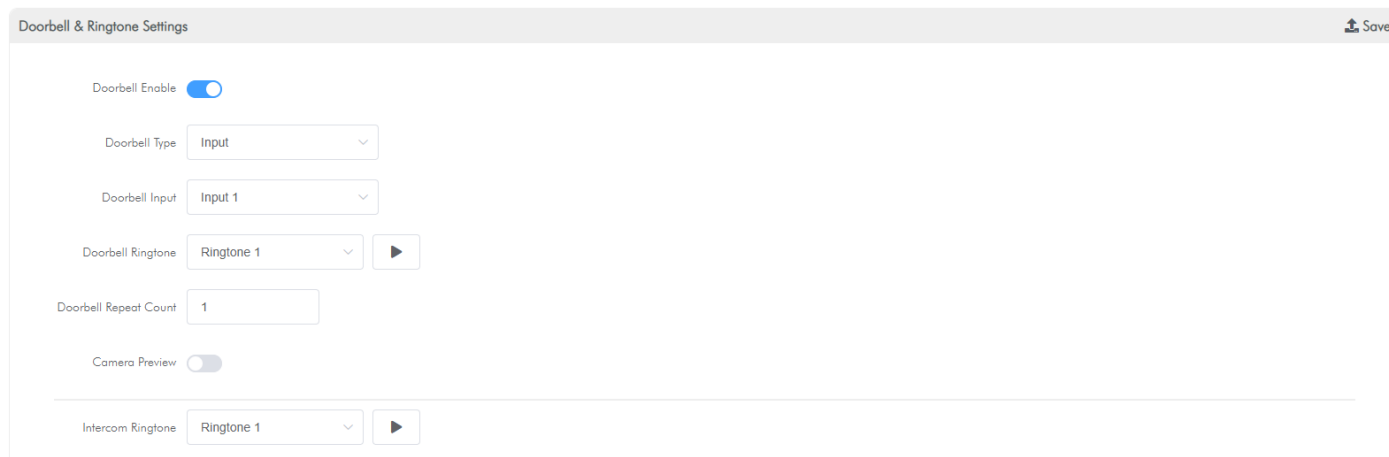 Doorbell & Ringtone Settings Save
Doorbell Enable
Doorbell Type Input
Doorbell Input Input 1
Doorbell Ringtone Ringtone 1
Doorbell Repeat Count 1
Camera Preview
Intercom Ringtone Ringtone 1